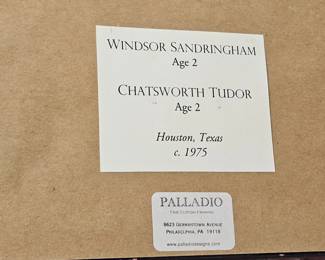 WINDSOR SANDRINGHAM
Age 2
CHATSWORTH TUDOR
Age 2
Houston, Texas
c. 1975
PALLADIO
FINE CUSTOM FRAMING
8623 GERMANTOWN AVENUE
PHILADELPHIA, PA 19118
www.palladiodesigns.com